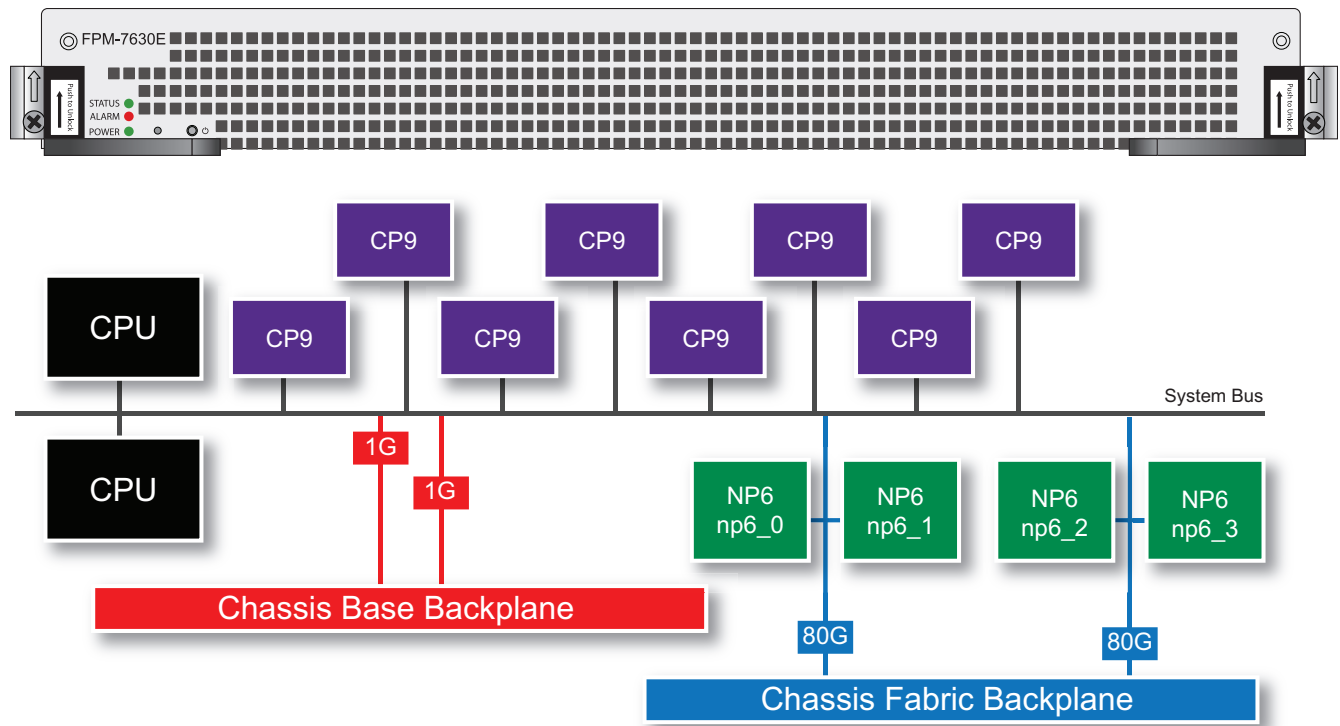 FPM-7630E
Push to Unlock
Push to Unlock
STATUS
ALARM
POWER
CP9
CP9
CP9
CP9
CPU
CP9
CP9
CP9
CP9
System Bus
CPU
1G
1G
NP6
np6_0
NP6
np6_1
NP6
np6_2
NP6
np6_3
Chassis Base Backplane
80G
80G
Chassis Fabric Backplane